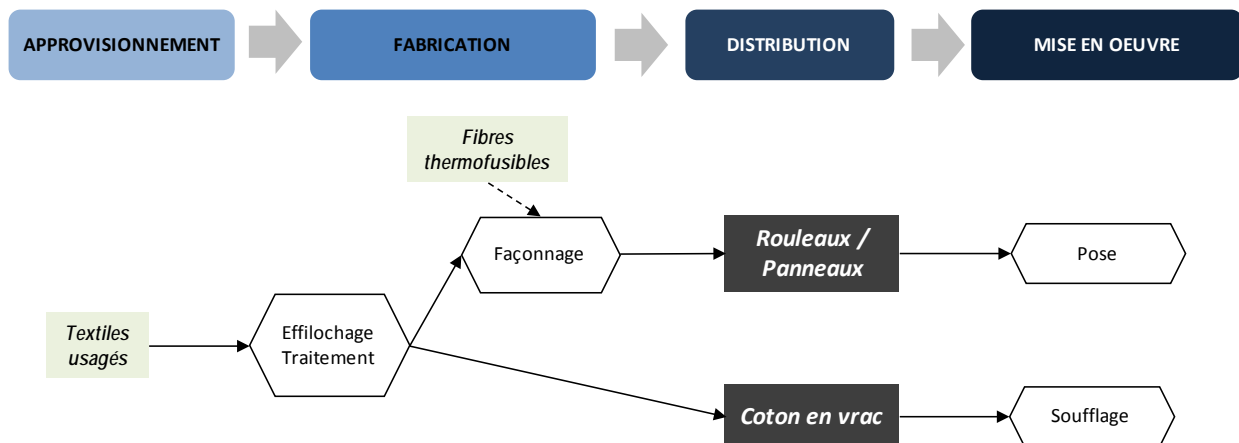 APPROVISIONNEMENT
FABRICATION
DISTRIBUTION
MISE EN OEUVRE
Fibres
thermofusibles
Façonnage
Rouleaux /
Panneaux
Pose
Textiles
usagés
Effilochage
Traitement
Coton en vrac
Soufflage